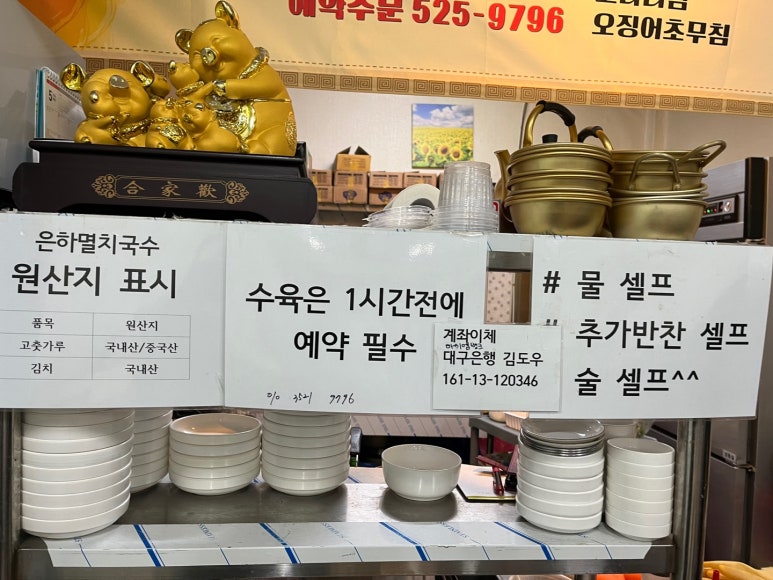 예약주문 525-9796
오징어초무침
合家歡
은하멸치국수
원산지 표시
품목 원산지
고춧가루 국내산/중국산
김치 국내산
수육은 1시간전에
예약 필수
010 3521 9796
계좌이체
대구은행 김도우
161-13-120346
# 물 셀프
# 추가반찬 셀프
술 셀프^^